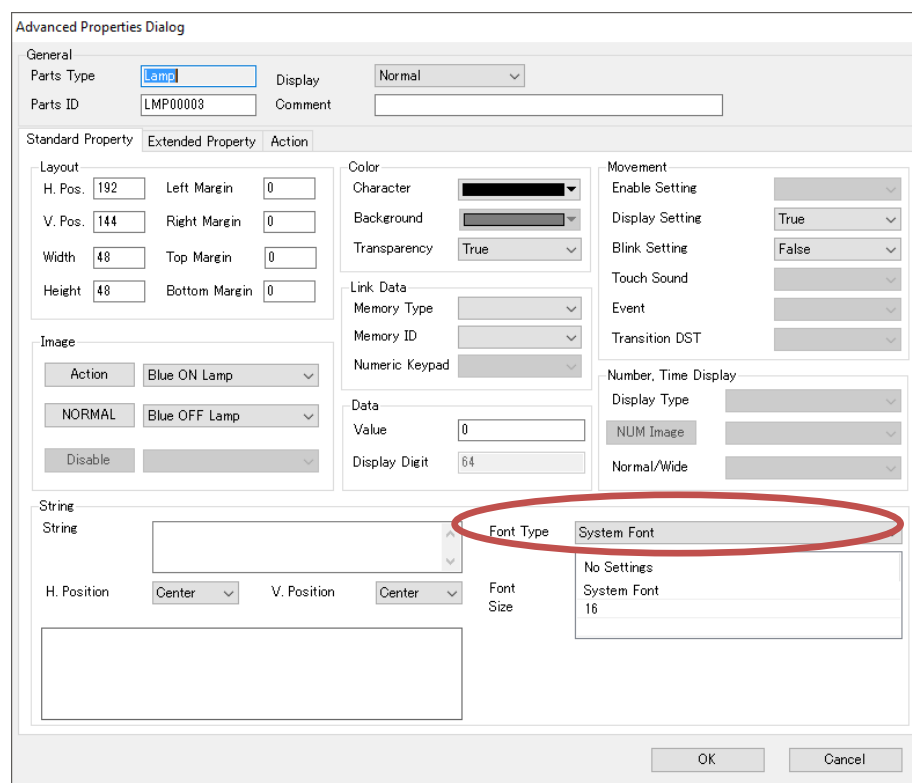 Advanced Properties Dialog
General
Parts Type Lamp Display Normal
Parts ID LMP00003 Comment
Standard Property Extended Property Action
Layout
H. Pos. 192 Left Margin 0
V. Pos. 144 Right Margin 0
Width 48 Top Margin 0
Height 48 Bottom Margin 0
Image
Action Blue ON Lamp
NORMAL Blue OFF Lamp
Disable
Color
Character
Background
Transparency True
Link Data
Memory Type
Memory ID
Numeric Keypad
Data
Value 0
Display Digit 64
Movement
Enable Setting
Display Setting True
Blink Setting False
Touch Sound
Event
Transition DST
Number, Time Display
Display Type
NUM Image
Normal/Wide
String
String
H. Position Center V. Position Center
Font Type System Font
No Settings
Font System Font
Size 16
OK Cancel